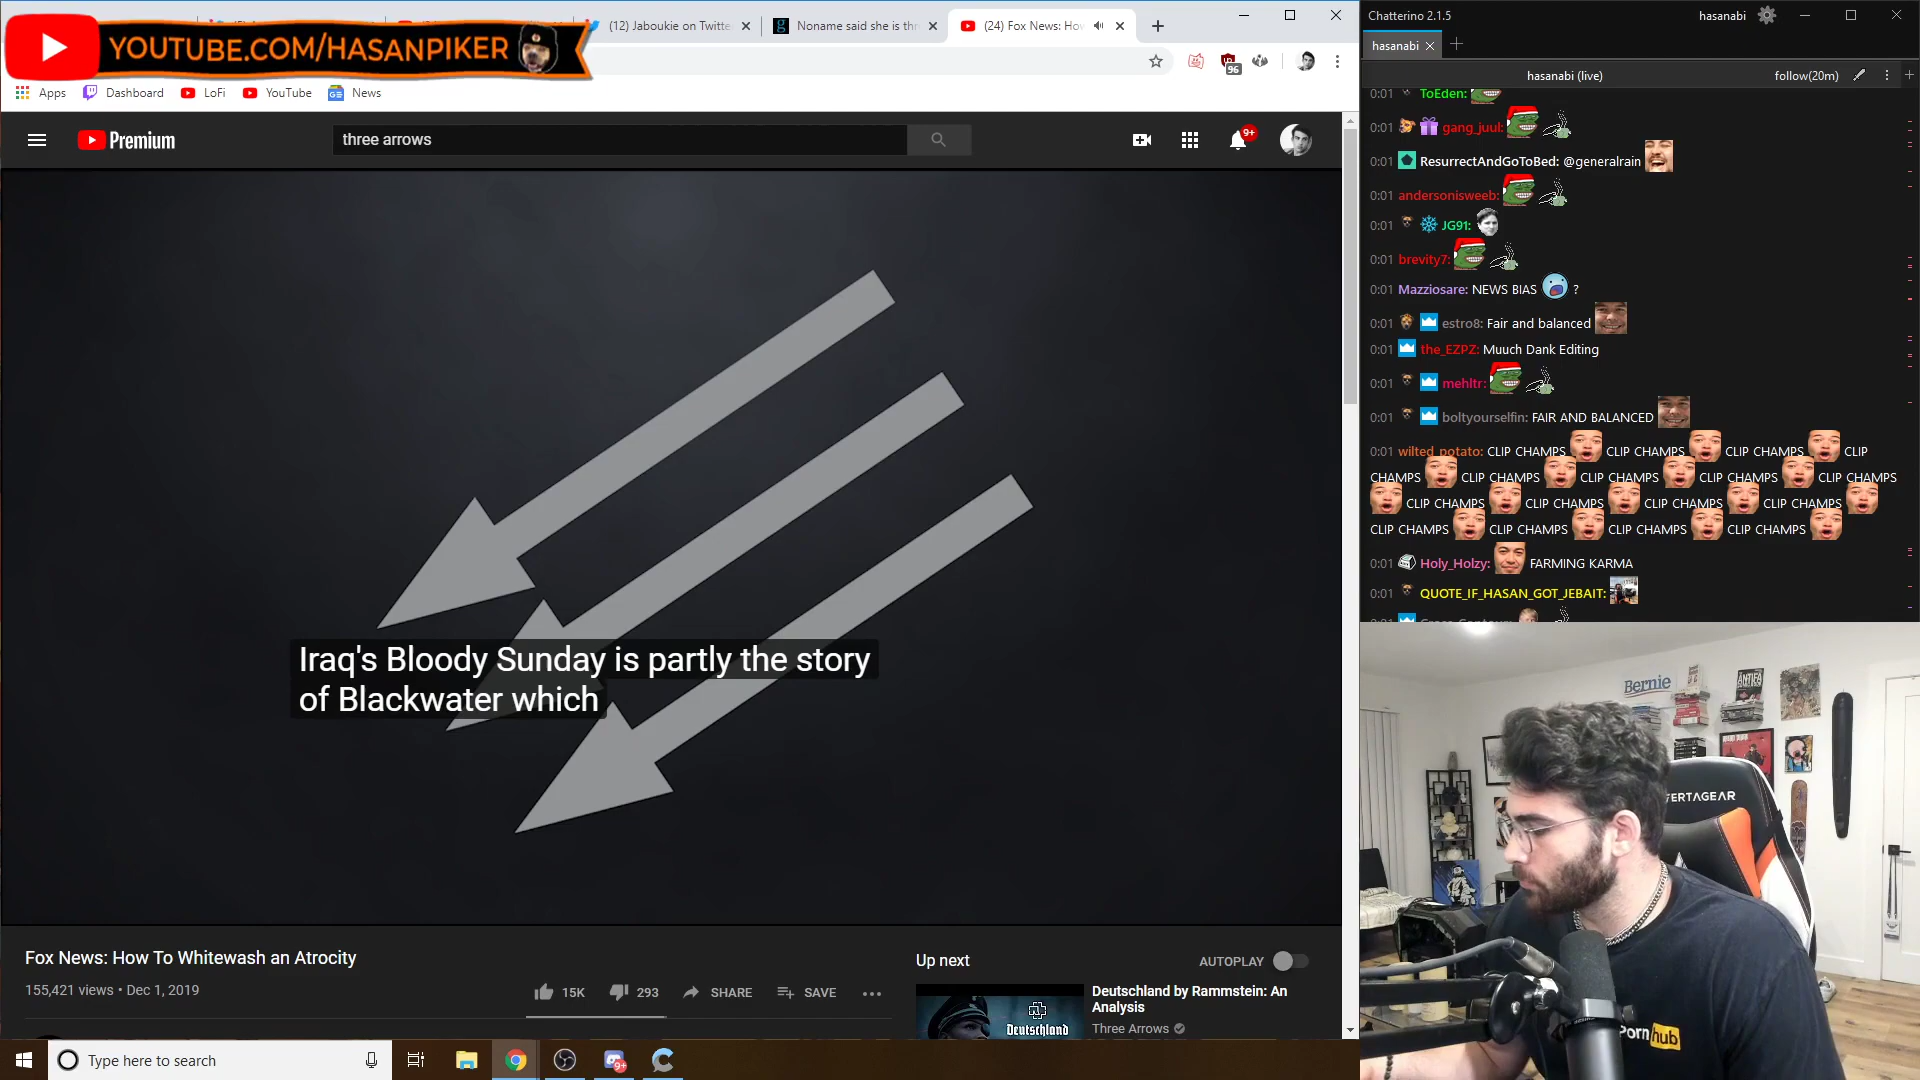 YOUTUBE.COM/HASANPIKER
(12) Jaboukie on Twitte
Noname said she is thr
(24) Fox News: Ho
96
Apps
Dashboard
LoFi
YouTube
News
Premium
three arrows
9+
Iraq's Bloody Sunday is partly the story
of Blackwater which
Fox News: How To Whitewash an Atrocity
155,421 views • Dec 1, 2019
15K
293
SHARE
SAVE
Up next
AUTOPLAY
Deutschland
Deutschland by Rammstein: An
Analysis
Three Arrows
Type here to search
Chatterino 2.1.5
hasanabi
hasanabi
hasanabi (live)
follow(20m)
0:01 ToEden:
0:01 gang_juul:
0:01 ResurrectAndGoToBed: @generalrain
0:01 andersonisweeb:
0:01 JG91:
0:01 brevity7:
0:01 Mazziosare: NEWS BIAS ?
0:01 estro8: Fair and balanced
0:01 the_EZPZ: Muuch Dank Editing
0:01 mehltr:
0:01 boltyourselfin: FAIR AND BALANCED
0:01 wilted_potato: CLIP CHAMPS CLIP CHAMPS CLIP CHAMPS CLIP
CHAMPS CLIP CHAMPS CLIP CHAMPS CLIP CHAMPS CLIP CHAMPS
CLIP CHAMPS CLIP CHAMPS CLIP CHAMPS CLIP CHAMPS
CLIP CHAMPS CLIP CHAMPS CLIP CHAMPS CLIP CHAMPS
0:01 Holy_Holzy: FARMING KARMA
0:01 QUOTE_IF_HASAN_GOT_JEBAIT:
Bernie
ANTIFA
VERTAGEAR
Porn hub